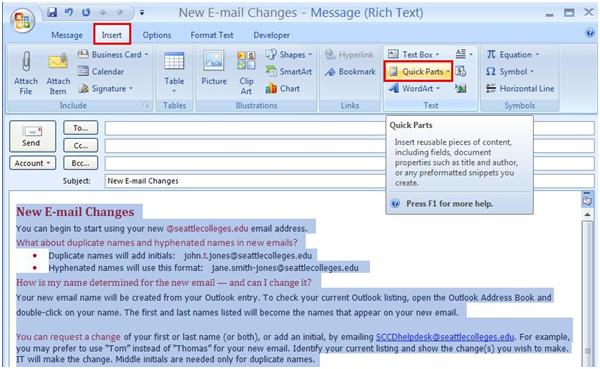 New E-mail Changes - Message (Rich Text)
Message Insert Options Format Text Developer
Attach File
Attach Item
Business Card
Calendar
Signature
Include
Table
Tables
Picture
Clip Art
Shapes
SmartArt
Chart
Illustrations
Hyperlink
Bookmark
Links
Text Box
Quick Parts
WordArt
Text
Equation
Symbol
Horizontal Line
Symbols
Send
Account
To...
Cc...
Bcc...
Subject: New E-mail Changes
Quick Parts
Insert reusable pieces of content,
including fields, document
properties such as title and author,
or any preformatted snippets you
create.
Press F1 for more help.
New E-mail Changes
You can begin to start using your new @seattlecolleges.edu email address.
What about duplicate names and hyphenated names in new emails?
• Duplicate names will add initials: john.t.jones@seattlecolleges.edu
• Hyphenated names will use this format: jane.smith-jones@seattlecolleges.edu
How is my name determined for the new email — and can I change it?
Your new email name will be created from your Outlook entry. To check your current Outlook listing, open the Outlook Address Book and
double-click on your name. The first and last names listed will become the names that appear on your new email.
You can request a change of your first or last name (or both), or add an initial, by emailing SCCDhelpdesk@seattlecolleges.edu. For example,
you may prefer to use "Tom" instead of "Thomas" for your new email. Identify your current listing and show the change(s) you wish to make.
IT will make the change. Middle initials are needed only for duplicate names.